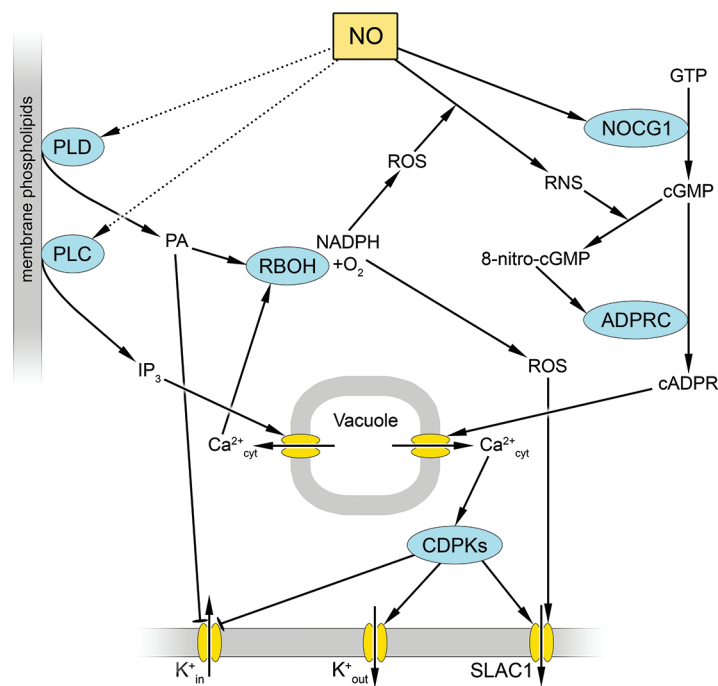 NO
GTP
NOCG1
membrane phospholipids
PLD
ROS
RNS
cGMP
PA
NADPH
+O₂
PLC
RBOH
8-nitro-cGMP
ADPRC
IP₃
ROS
cADPR
Vacuole
Ca²⁺cyt
Ca²⁺cyt
CDPKs
K⁺in
K⁺out
SLAC1